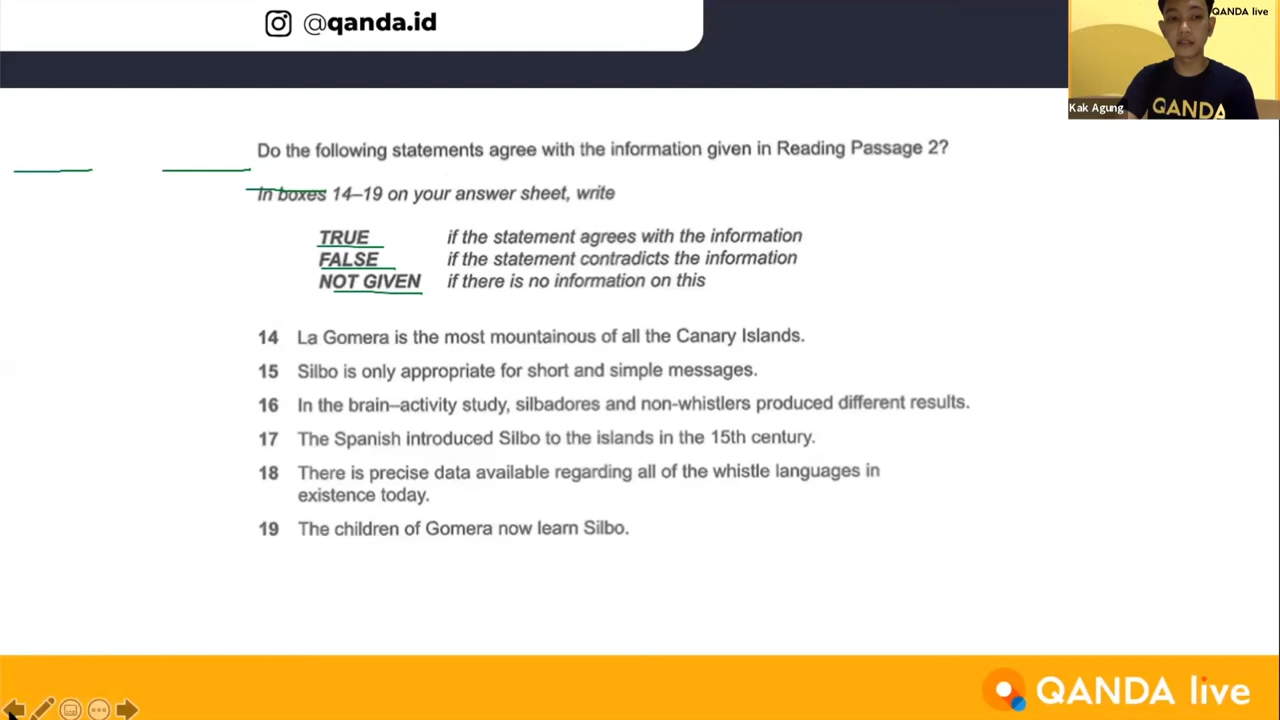 @qanda.id
QANDA live
Kak Agung
QANDA
Do the following statements agree with the information given in Reading Passage 2?
In boxes 14–19 on your answer sheet, write
TRUE if the statement agrees with the information
FALSE if the statement contradicts the information
NOT GIVEN if there is no information on this
14 La Gomera is the most mountainous of all the Canary Islands.
15 Silbo is only appropriate for short and simple messages.
16 In the brain–activity study, silbadores and non-whistlers produced different results.
17 The Spanish introduced Silbo to the islands in the 15th century.
18 There is precise data available regarding all of the whistle languages in
existence today.
19 The children of Gomera now learn Silbo.
QANDA live